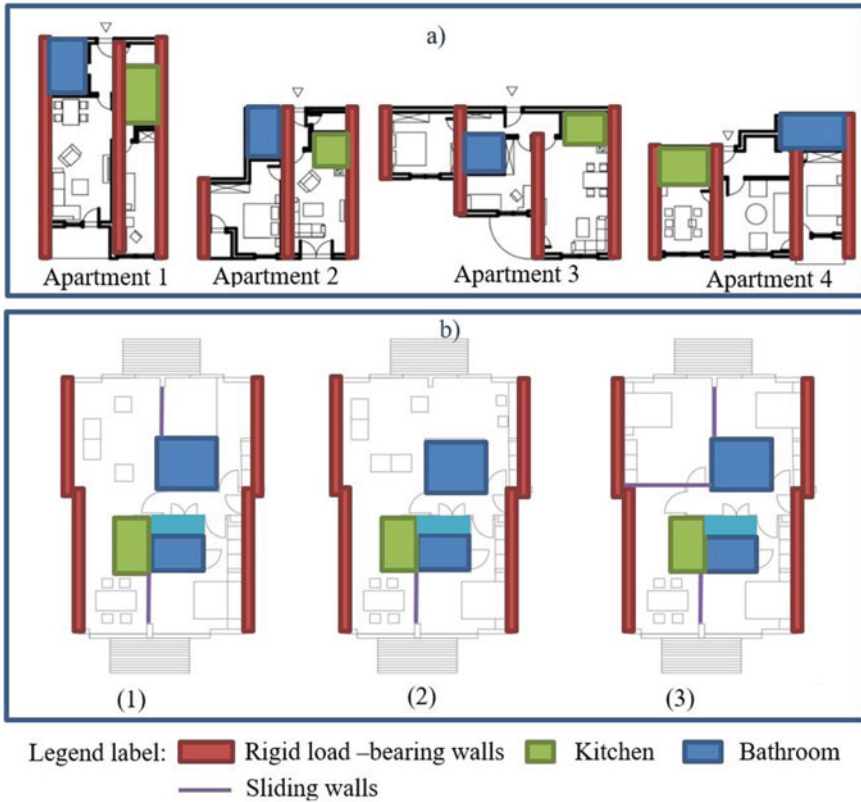 a)
Apartment 1 Apartment 2 Apartment 3 Apartment 4
b)
(1) (2) (3)
Legend label: Rigid load –bearing walls Kitchen Bathroom
Sliding walls